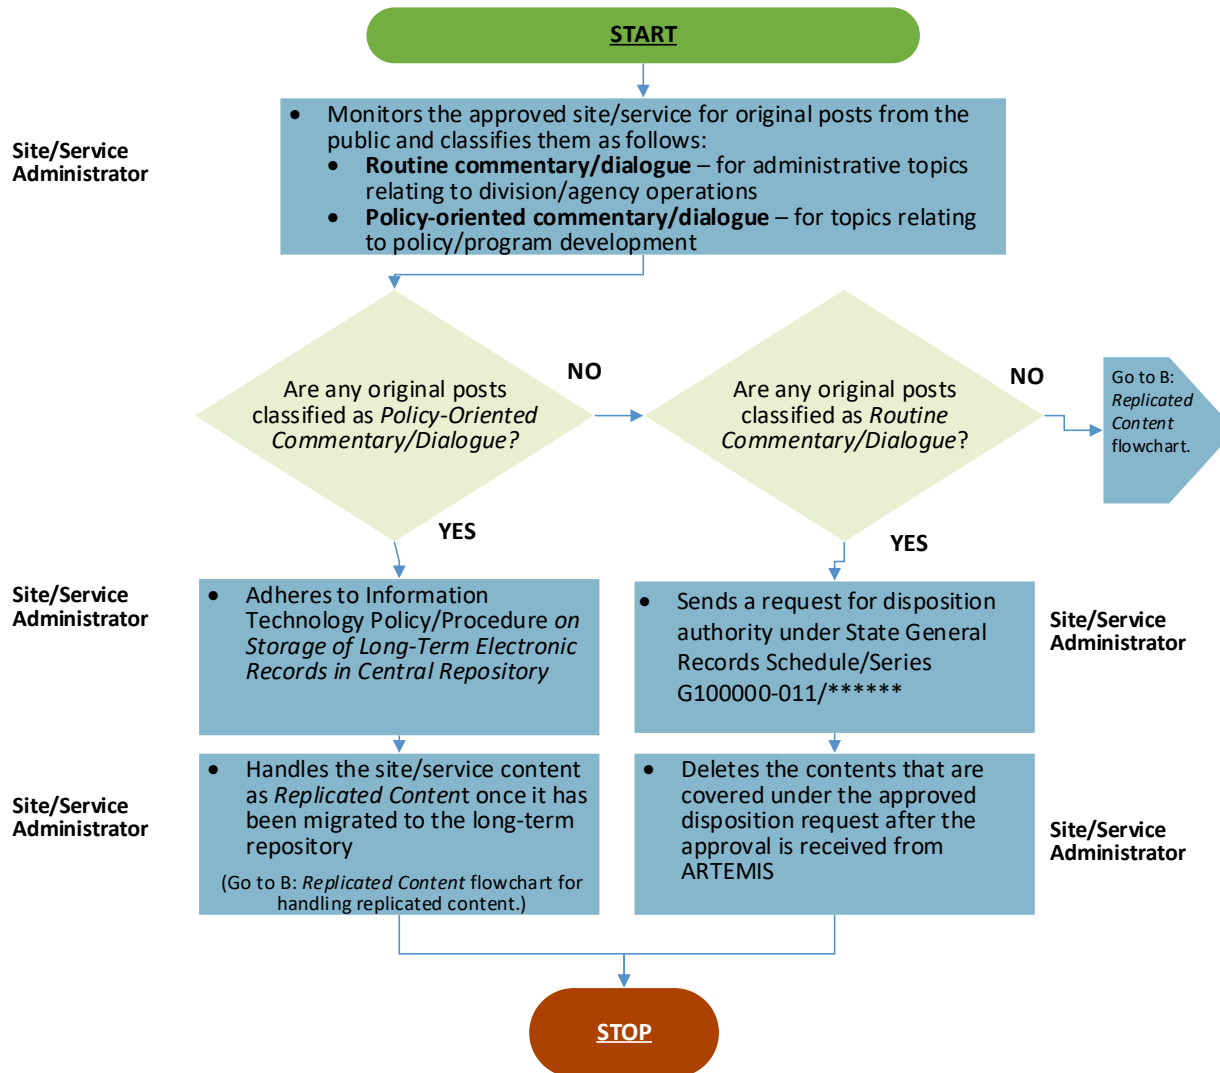 START
Site/Service
Administrator
• Monitors the approved site/service for original posts from the
public and classifies them as follows:
• Routine commentary/dialogue – for administrative topics
relating to division/agency operations
• Policy-oriented commentary/dialogue – for topics relating
to policy/program development
Are any original posts
classified as Policy-Oriented
Commentary/Dialogue?
NO
Are any original posts
classified as Routine
Commentary/Dialogue?
NO
Go to B:
Replicated
Content
flowchart.
YES
YES
Site/Service
Administrator
• Adheres to Information
Technology Policy/Procedure on
Storage of Long-Term Electronic
Records in Central Repository
• Sends a request for disposition
authority under State General
Records Schedule/Series
G100000-011/******
Site/Service
Administrator
Site/Service
Administrator
• Handles the site/service content
as Replicated Content once it has
been migrated to the long-term
repository
(Go to B: Replicated Content flowchart for
handling replicated content.)
• Deletes the contents that are
covered under the approved
disposition request after the
approval is received from
ARTEMIS
Site/Service
Administrator
STOP